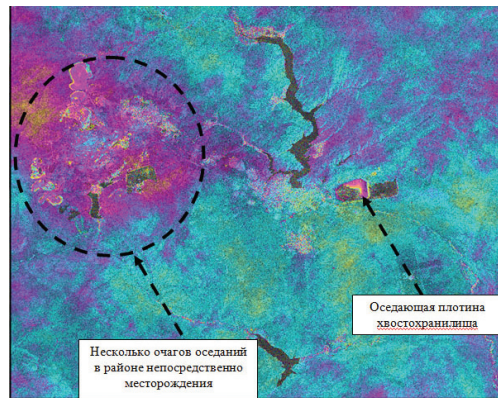 Оседающая плотина
хвостохранилища
Несколько очагов оседаний
в районе непосредственно
месторождения